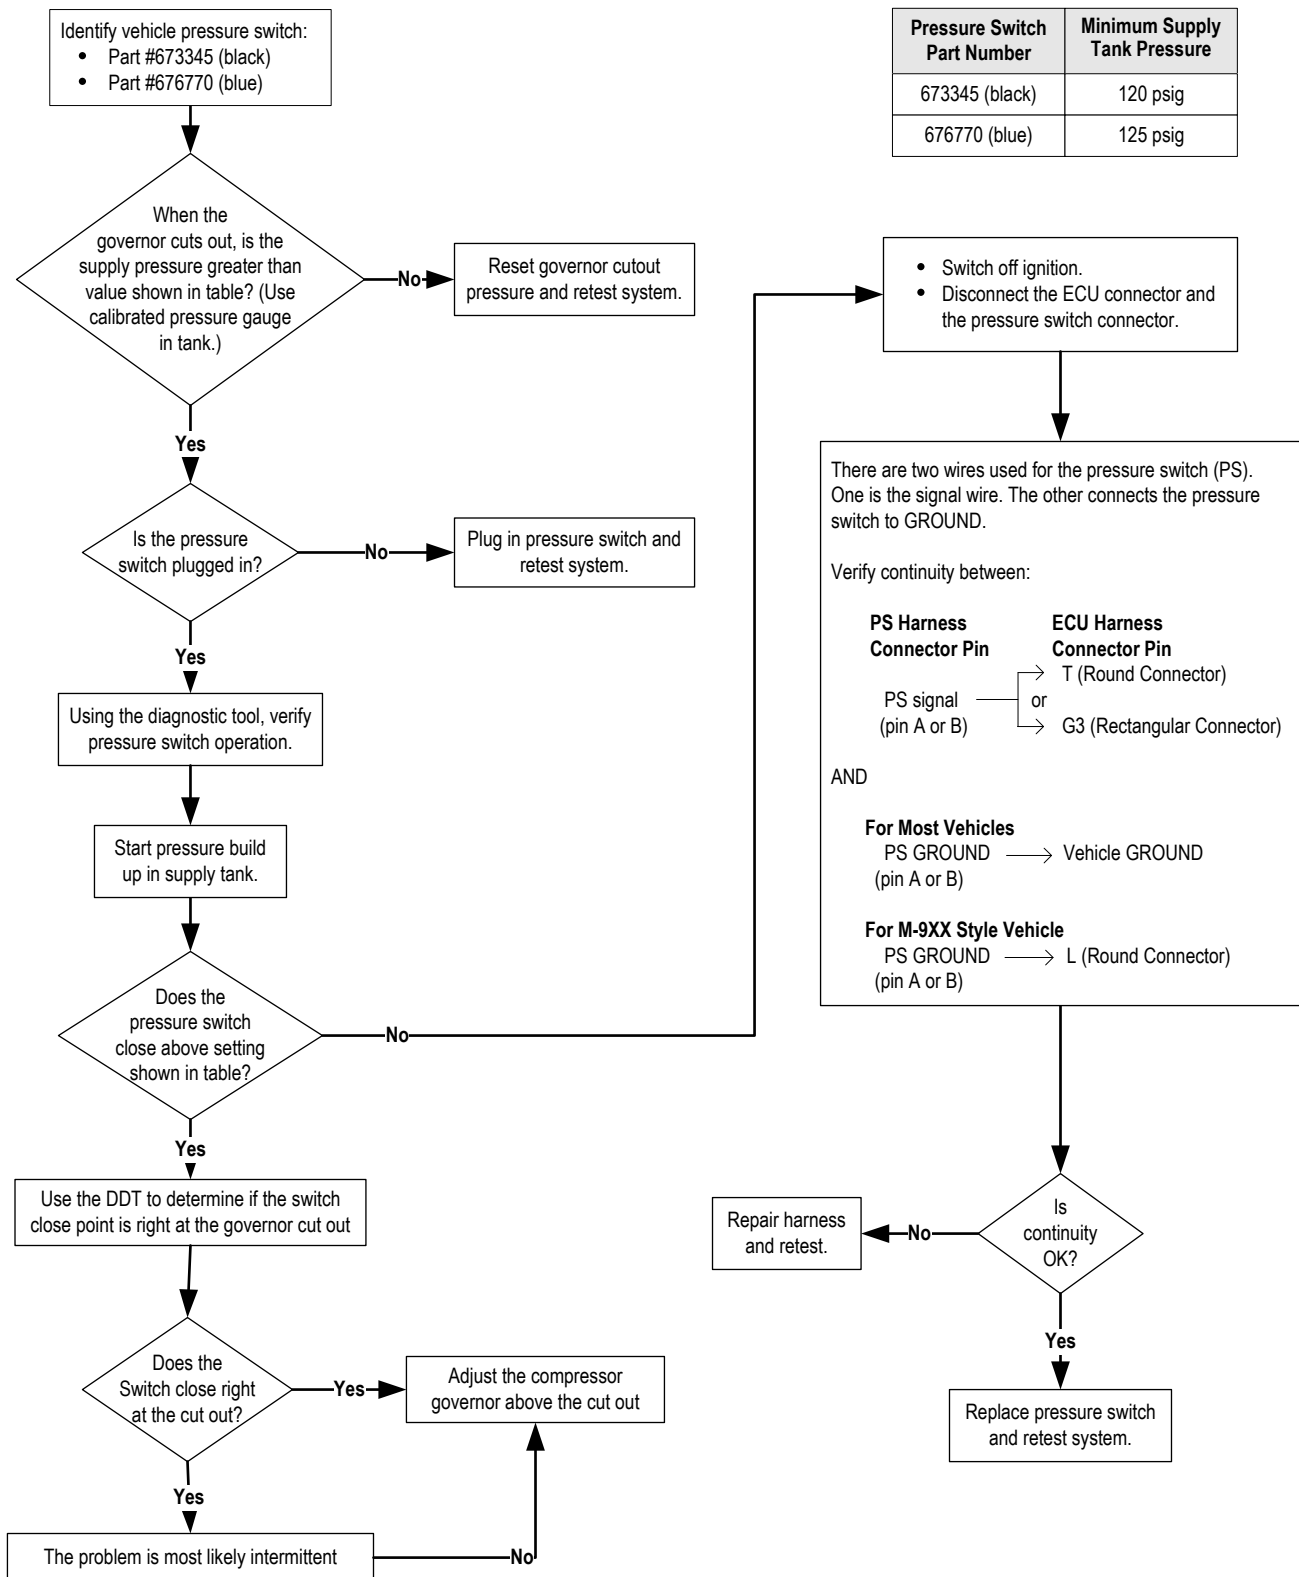 Identify vehicle pressure switch:
• Part #673345 (black)
• Part #676770 (blue)
When the
governor cuts out, is the
supply pressure greater than
value shown in table? (Use
calibrated pressure gauge
in tank.)
No
Reset governor cutout
pressure and retest system.
Yes
Is the pressure
switch plugged in?
No
Plug in pressure switch and
retest system.
Yes
Using the diagnostic tool, verify
pressure switch operation.
Start pressure build
up in supply tank.
Does the
pressure switch
close above setting
shown in table?
No
Yes
Use the DDT to determine if the switch
close point is right at the governor cut out
Does the
Switch close right
at the cut out?
Yes
Adjust the compressor
governor above the cut out
Yes
The problem is most likely intermittent
No
Pressure Switch
Part Number
Minimum Supply
Tank Pressure
673345 (black)
120 psig
676770 (blue)
125 psig
• Switch off ignition.
• Disconnect the ECU connector and
the pressure switch connector.
There are two wires used for the pressure switch (PS).
One is the signal wire. The other connects the pressure
switch to GROUND.
Verify continuity between:
PS Harness
Connector Pin
ECU Harness
Connector Pin
PS signal
(pin A or B)
T (Round Connector)
or
G3 (Rectangular Connector)
AND
For Most Vehicles
PS GROUND → Vehicle GROUND
(pin A or B)
For M-9XX Style Vehicle
PS GROUND → L (Round Connector)
(pin A or B)
Is
continuity
OK?
No
Repair harness
and retest.
Yes
Replace pressure switch
and retest system.